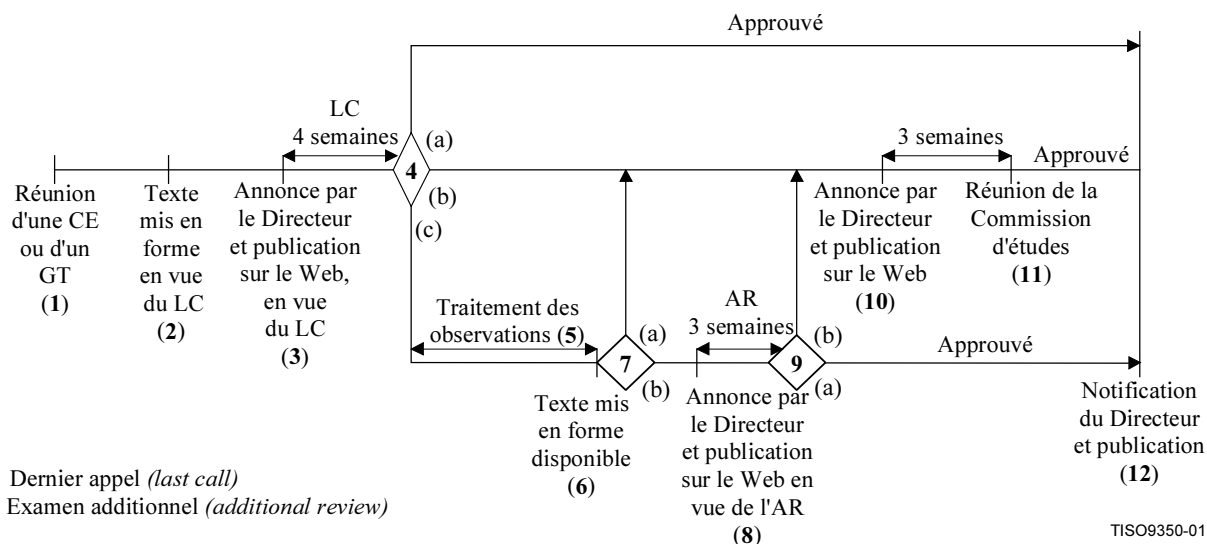 Approuvé
LC
4 semaines
(a)
4
(b)
(c)
3 semaines
Approuvé
Réunion
d'une CE
ou d'un
GT
(1)
Texte
mis en
forme
en vue
du LC
(2)
Annonce par
le Directeur
et publication
sur le Web,
en vue
du LC
(3)
Annonce par
le Directeur
et publication
sur le Web
(10)
Réunion de la
Commission
d'études
(11)
Traitement des
observations (5)
(a)
7
(b)
AR
3 semaines
(b)
9
(a)
Approuvé
Texte mis
en forme
disponible
(6)
Annonce par
le Directeur
et publication
sur le Web en
vue de l'AR
(8)
Notification
du Directeur
et publication
(12)
Dernier appel (last call)
Examen additionnel (additional review)
TISO9350-01